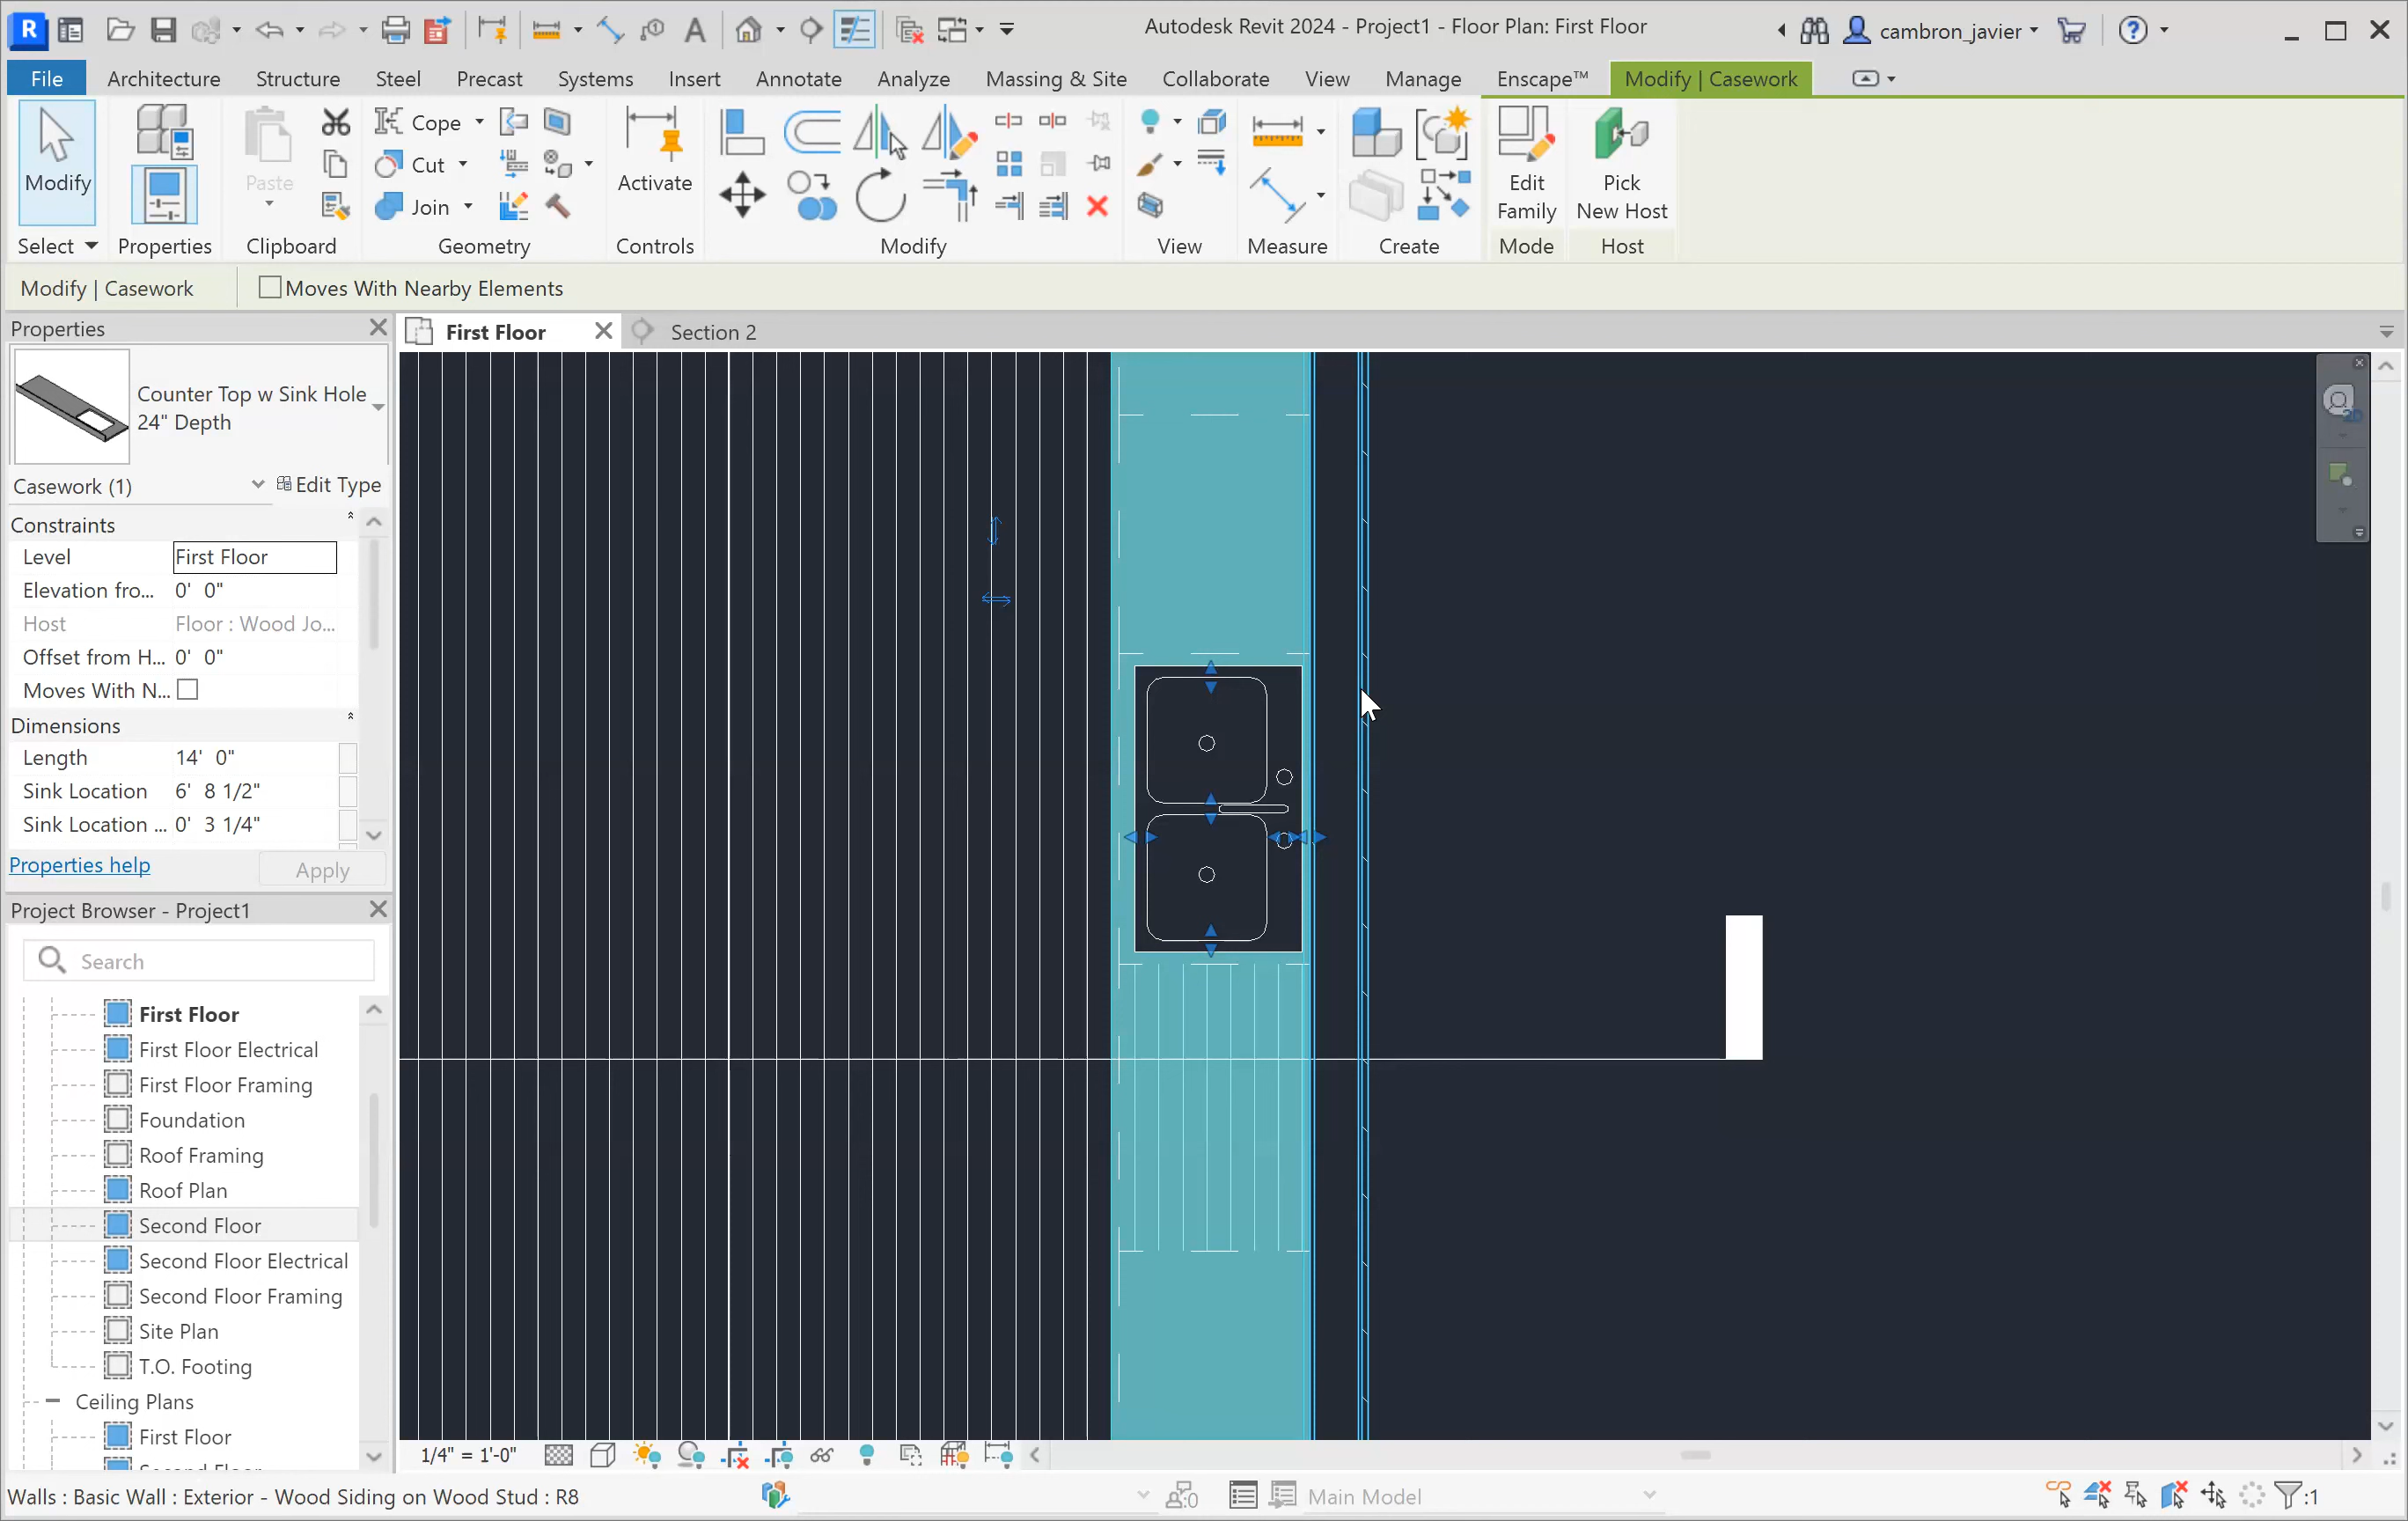 Autodesk Revit 2024 - Project1 - Floor Plan: First Floor
cambron_javier
File Architecture Structure Steel Precast Systems Insert Annotate Analyze Massing & Site Collaborate View Manage Enscape™ Modify | Casework
Modify
Paste
Cope
Cut
Join
Activate
Edit Family
Pick New Host
Select Properties Clipboard Geometry Controls Modify View Measure Create Mode Host
Modify | Casework Moves With Nearby Elements
Properties
First Floor
Section 2
Counter Top w Sink Hole
24" Depth
Casework (1) Edit Type
Constraints
Level First Floor
Elevation fro... 0' 0"
Host Floor : Wood Jo...
Offset from H... 0' 0"
Moves With N...
Dimensions
Length 14' 0"
Sink Location 6' 8 1/2"
Sink Location ... 0' 3 1/4"
Properties help Apply
Project Browser - Project1
Search
First Floor
First Floor Electrical
First Floor Framing
Foundation
Roof Framing
Roof Plan
Second Floor
Second Floor Electrical
Second Floor Framing
Site Plan
T.O. Footing
Ceiling Plans
First Floor
1/4" = 1'-0"
Walls : Basic Wall : Exterior - Wood Siding on Wood Stud : R8
:0
Main Model
:1